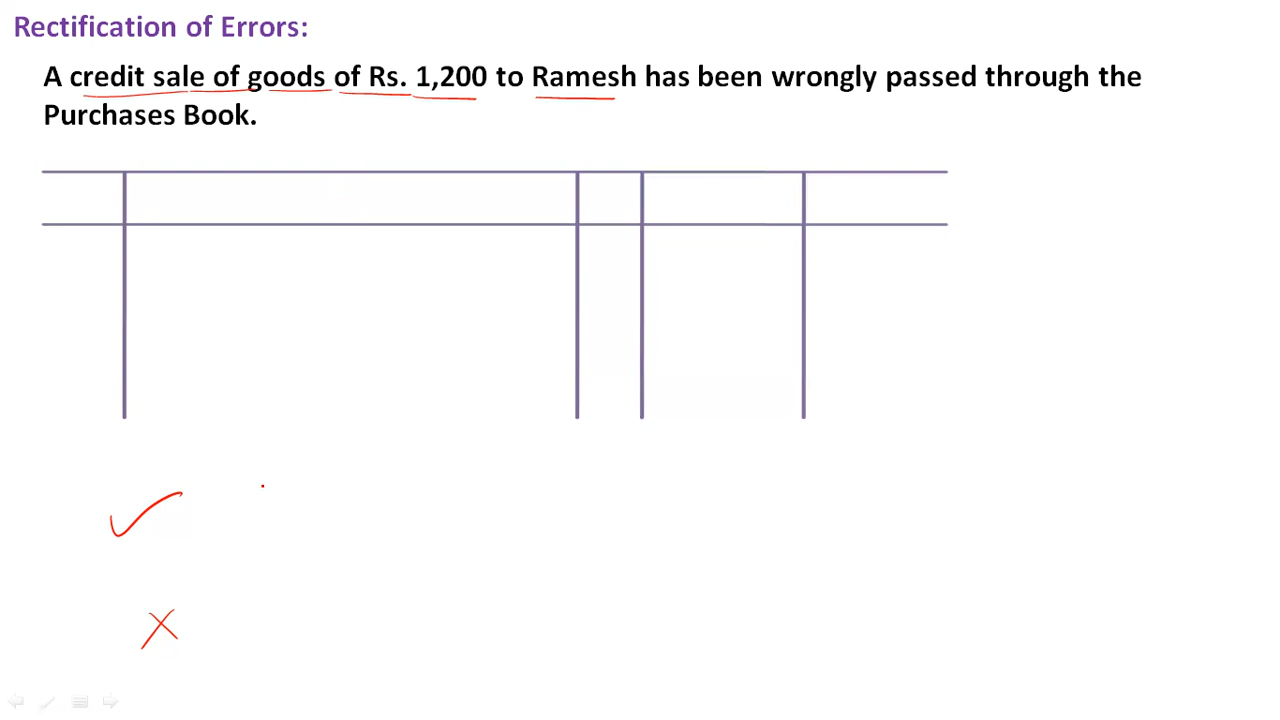 Rectification of Errors:
A credit sale of goods of Rs. 1,200 to Ramesh has been wrongly passed through the
Purchases Book.